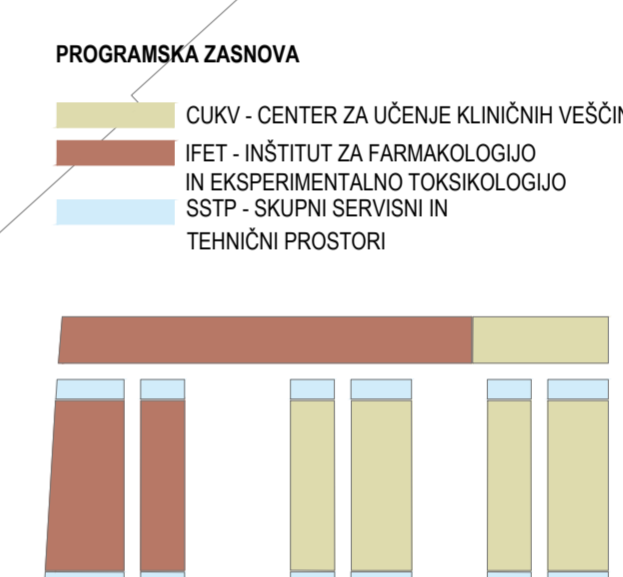 PROGRAMSKA ZASNOVA
CUKV - CENTER ZA UČENJE KLINIČNIH VEŠČIN
IFET - INŠTITUT ZA FARMAKOLOGIJO
IN EKSPERIMENTALNO TOKSIKOLOGIJO
SSTP - SKUPNI SERVISNI IN
TEHNIČNI PROSTORI